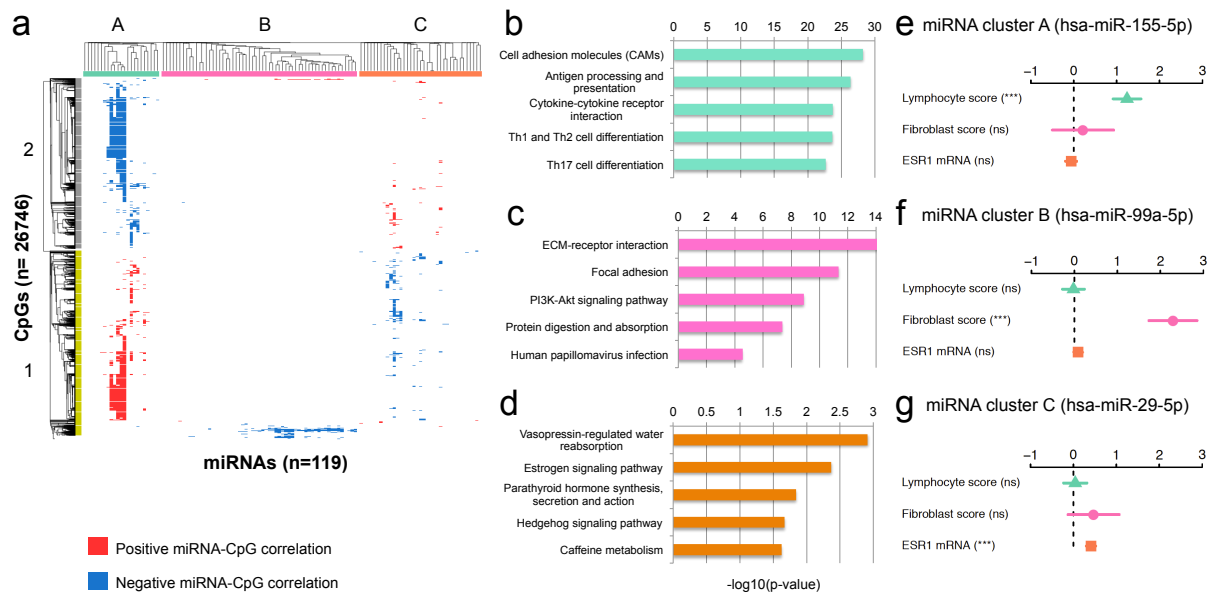 a
A
B
C
2
1
CpGs (n= 26746)
miRNAs (n=119)
Positive miRNA-CpG correlation
Negative miRNA-CpG correlation
b
0 5 10 15 20 25 30
Cell adhesion molecules (CAMs)
Antigen processing and
presentation
Cytokine-cytokine receptor
interaction
Th1 and Th2 cell differentiation
Th17 cell differentiation
c
0 2 4 6 8 10 12 14
ECM-receptor interaction
Focal adhesion
PI3K-Akt signaling pathway
Protein digestion and absorption
Human papillomavirus infection
d
0 0.5 1 1.5 2 2.5 3
Vasopressin-regulated water
reabsorption
Estrogen signaling pathway
Parathyroid hormone synthesis,
secretion and action
Hedgehog signaling pathway
Caffeine metabolism
-log10(p-value)
e miRNA cluster A (hsa-miR-155-5p)
−1 0 1 2 3
Lymphocyte score (***)
Fibroblast score (ns)
ESR1 mRNA (ns)
f miRNA cluster B (hsa-miR-99a-5p)
−1 0 1 2 3
Lymphocyte score (ns)
Fibroblast score (***)
ESR1 mRNA (ns)
g miRNA cluster C (hsa-miR-29-5p)
−1 0 1 2 3
Lymphocyte score (ns)
Fibroblast score (ns)
ESR1 mRNA (***)